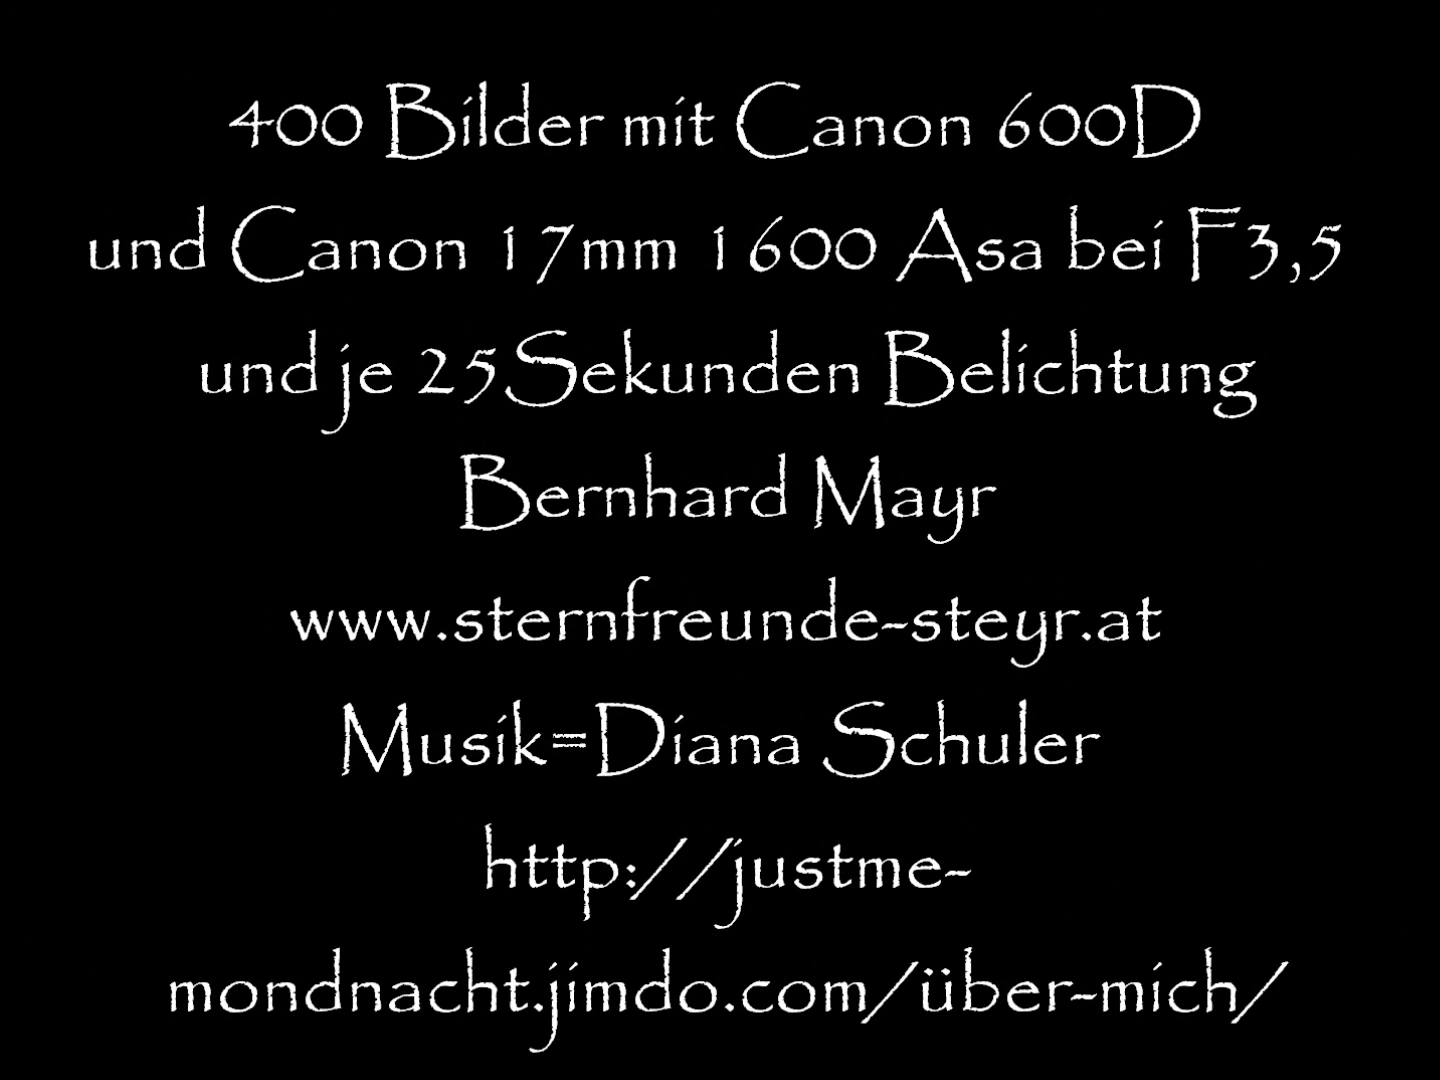 400 Bilder mit Canon 600D
und Canon 17mm 1600 Asa bei F3,5
und je 25Sekunden Belichtung
Bernhard Mayr
www.sternfreunde-steyr.at
Musik=Diana Schuler
http://justme-
mondnacht.jimdo.com/über-mich/